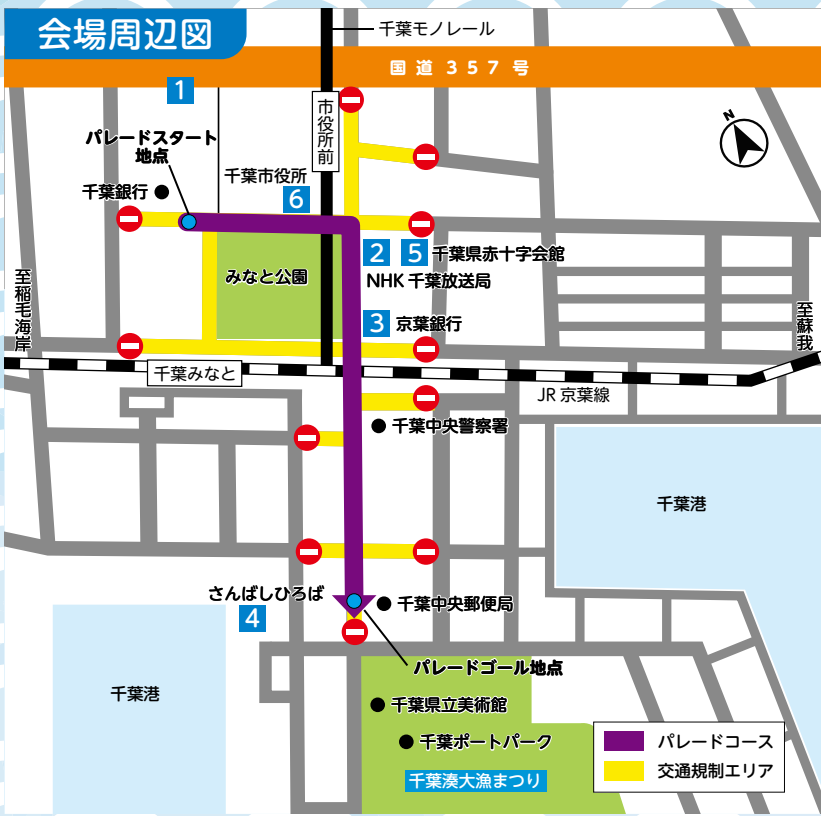 会場周辺図
千葉モノレール
国道357号
1
市役所前
N
パレードスタート
地点
千葉市役所
千葉銀行
6
2
5
千葉県赤十字会館
みなと公園
NHK 千葉放送局
至稲毛海岸
至蘇我
3
京葉銀行
千葉みなと
JR 京葉線
千葉中央警察署
千葉港
さんばしひろば
4
千葉中央郵便局
パレードゴール地点
千葉港
千葉県立美術館
千葉ポートパーク
千葉湊大漁まつり
パレードコース
交通規制エリア